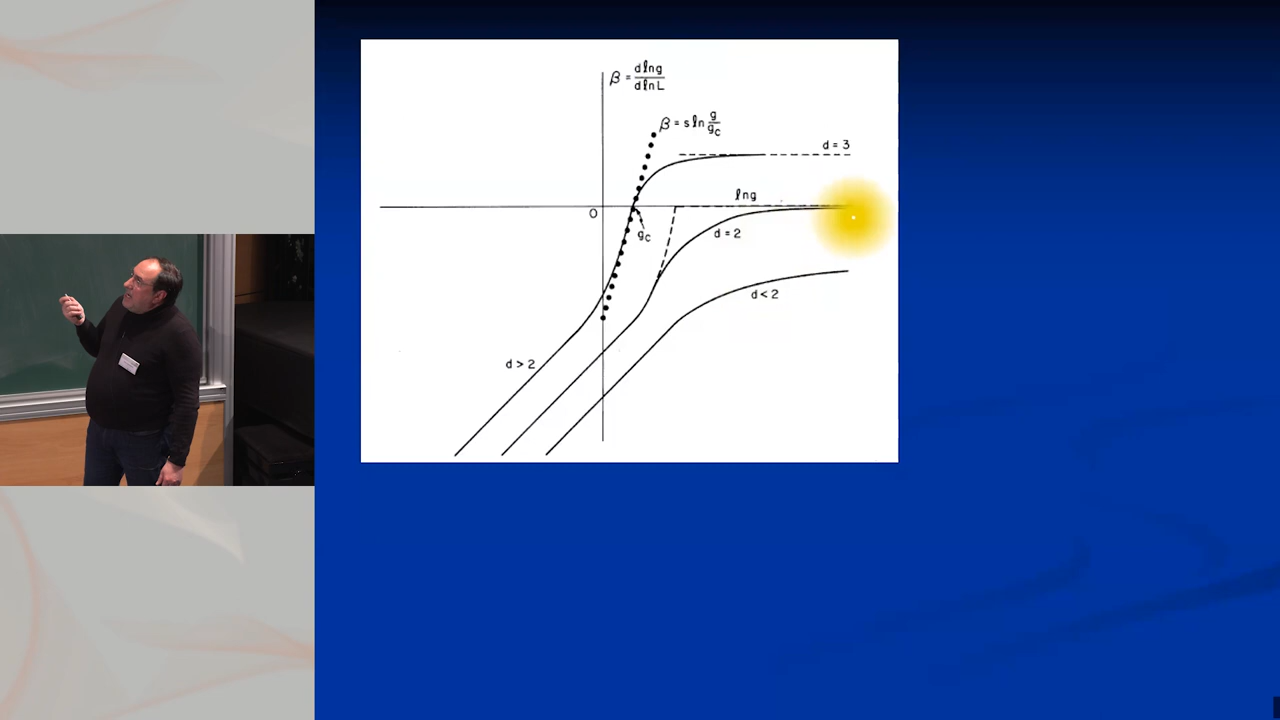 β = dlng
dlnL
β = s ln g
g_c
d = 3
lng
O
g_c
d = 2
d < 2
d > 2